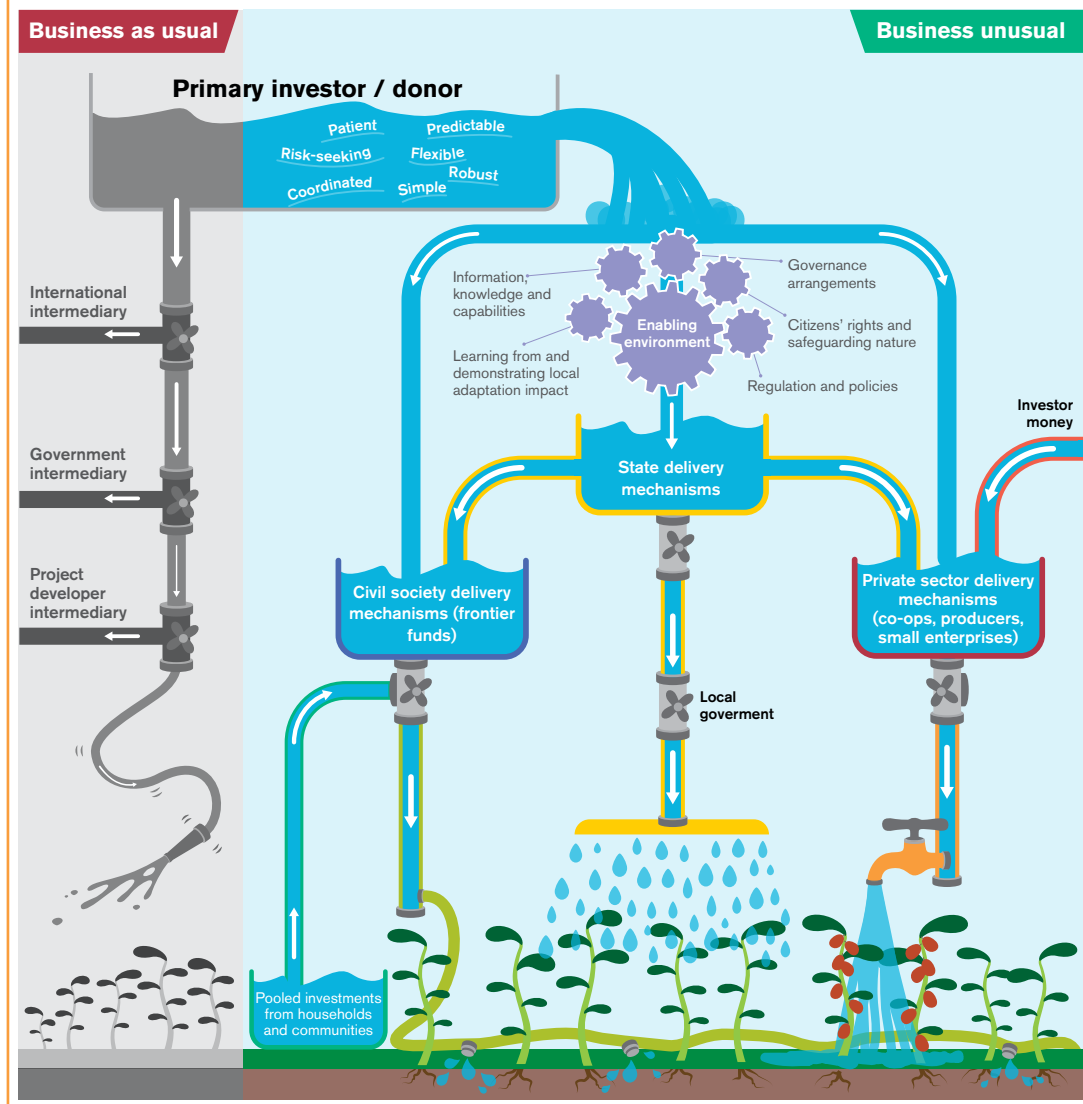 Business as usual
Business unusual
Primary investor / donor
Patient
Predictable
Risk-seeking
Flexible
Coordinated
Simple
Robust
International
intermediary
Government
intermediary
Project
developer
intermediary
Information,
knowledge and
capabilities
Learning from and
demonstrating local
adaptation impact
Enabling
environment
Governance
arrangements
Citizens' rights and
safeguarding nature
Regulation and policies
Investor
money
State delivery
mechanisms
Civil society delivery
mechanisms (frontier
funds)
Private sector delivery
mechanisms
(co-ops, producers,
small enterprises)
Local
goverment
Pooled investments
from households
and communities